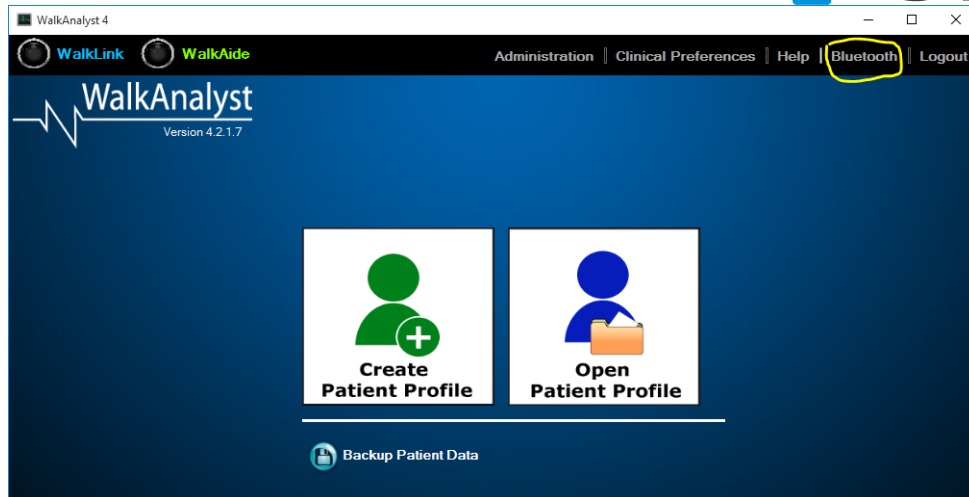 WalkAnalyst 4
WalkLink WalkAide Administration Clinical Preferences Help Bluetooth Logout
WalkAnalyst
Version 4.2.1.7
Create
Patient Profile
Open
Patient Profile
Backup Patient Data